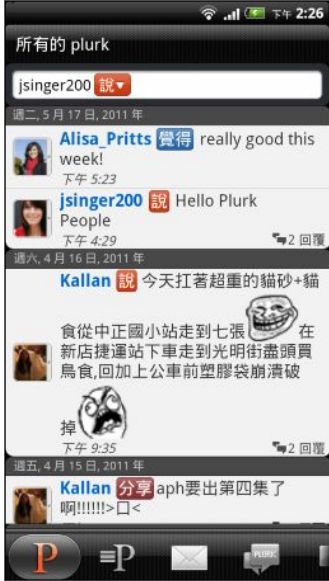 下午 2:26
所有的 plurk
jsinger200 說▾
週二, 5 月 17 日, 2011 年
Alisa_Pritts 覺得 really good this
week!
下午 5:23
jsinger200 說 Hello Plurk
People
下午 4:29 2 回覆
週六, 4 月 16 日, 2011 年
Kallan 說 今天扛著超重的貓砂+貓
食從中正國小站走到七張 在
新店捷運站下車走到光明街盡頭買
鳥食,回加上公車前塑膠袋崩潰破
掉
下午 9:35 2 回覆
週五, 4 月 15 日, 2011 年
Kallan 分享 aph要出第四集了
啊!!!!!!>口<
P P PLURK